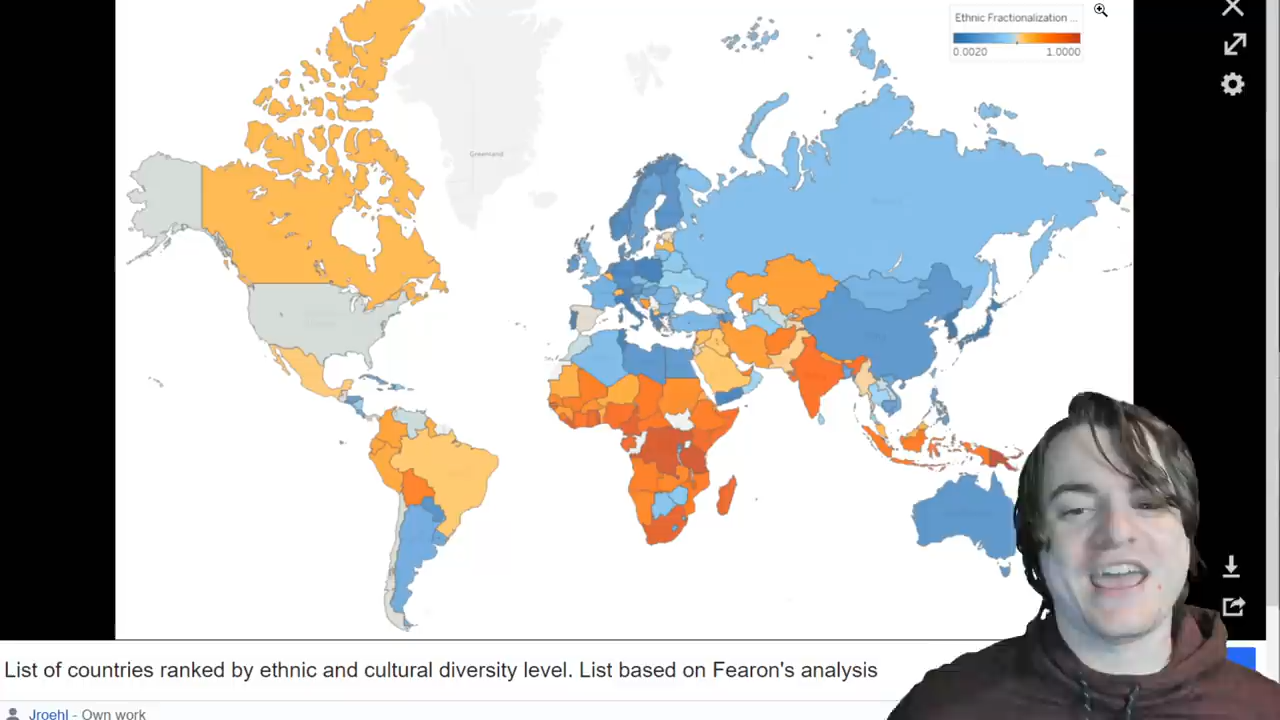 Ethnic Fractionalization ...
0.0020 1.0000
Greenland
List of countries ranked by ethnic and cultural diversity level. List based on Fearon's analysis
Jroehl - Own work